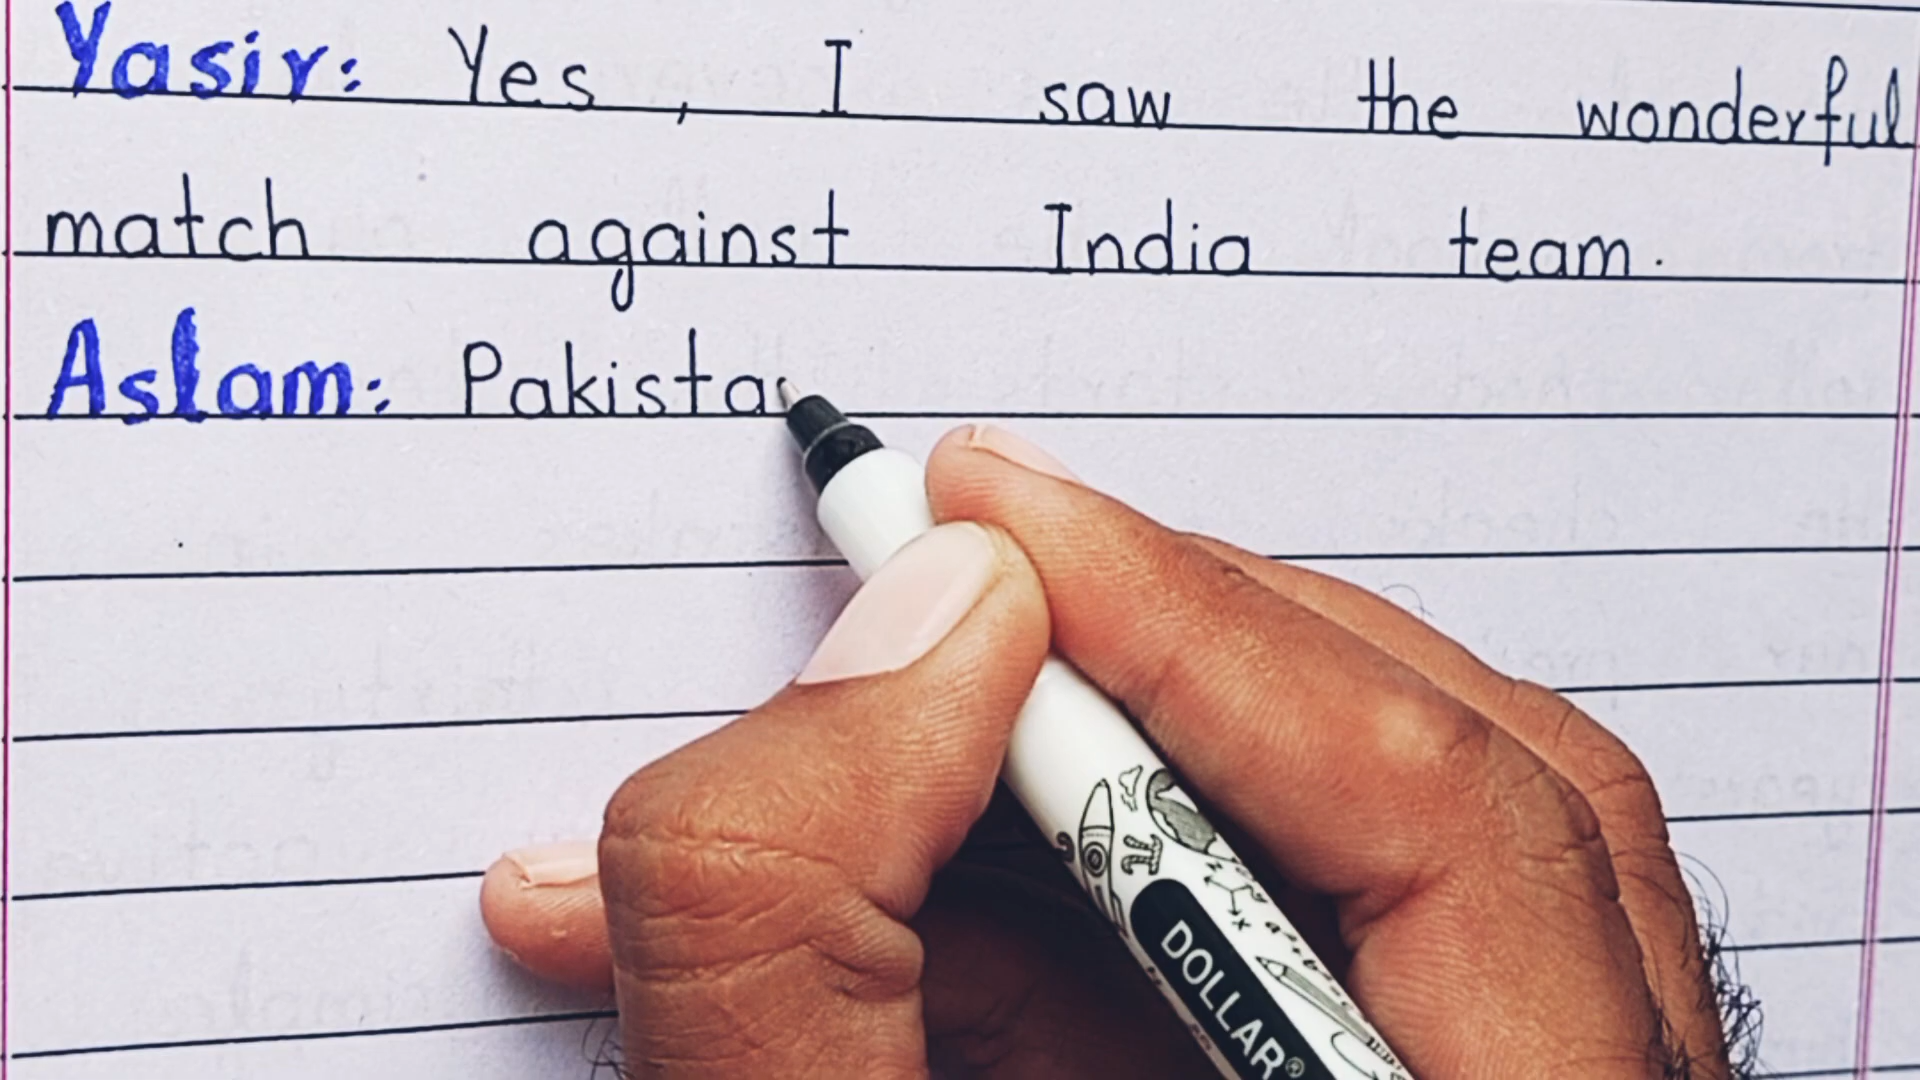 Yasir: Yes, I saw the wonderful
match against India team.
Aslam: Pakista
DOLLAR®